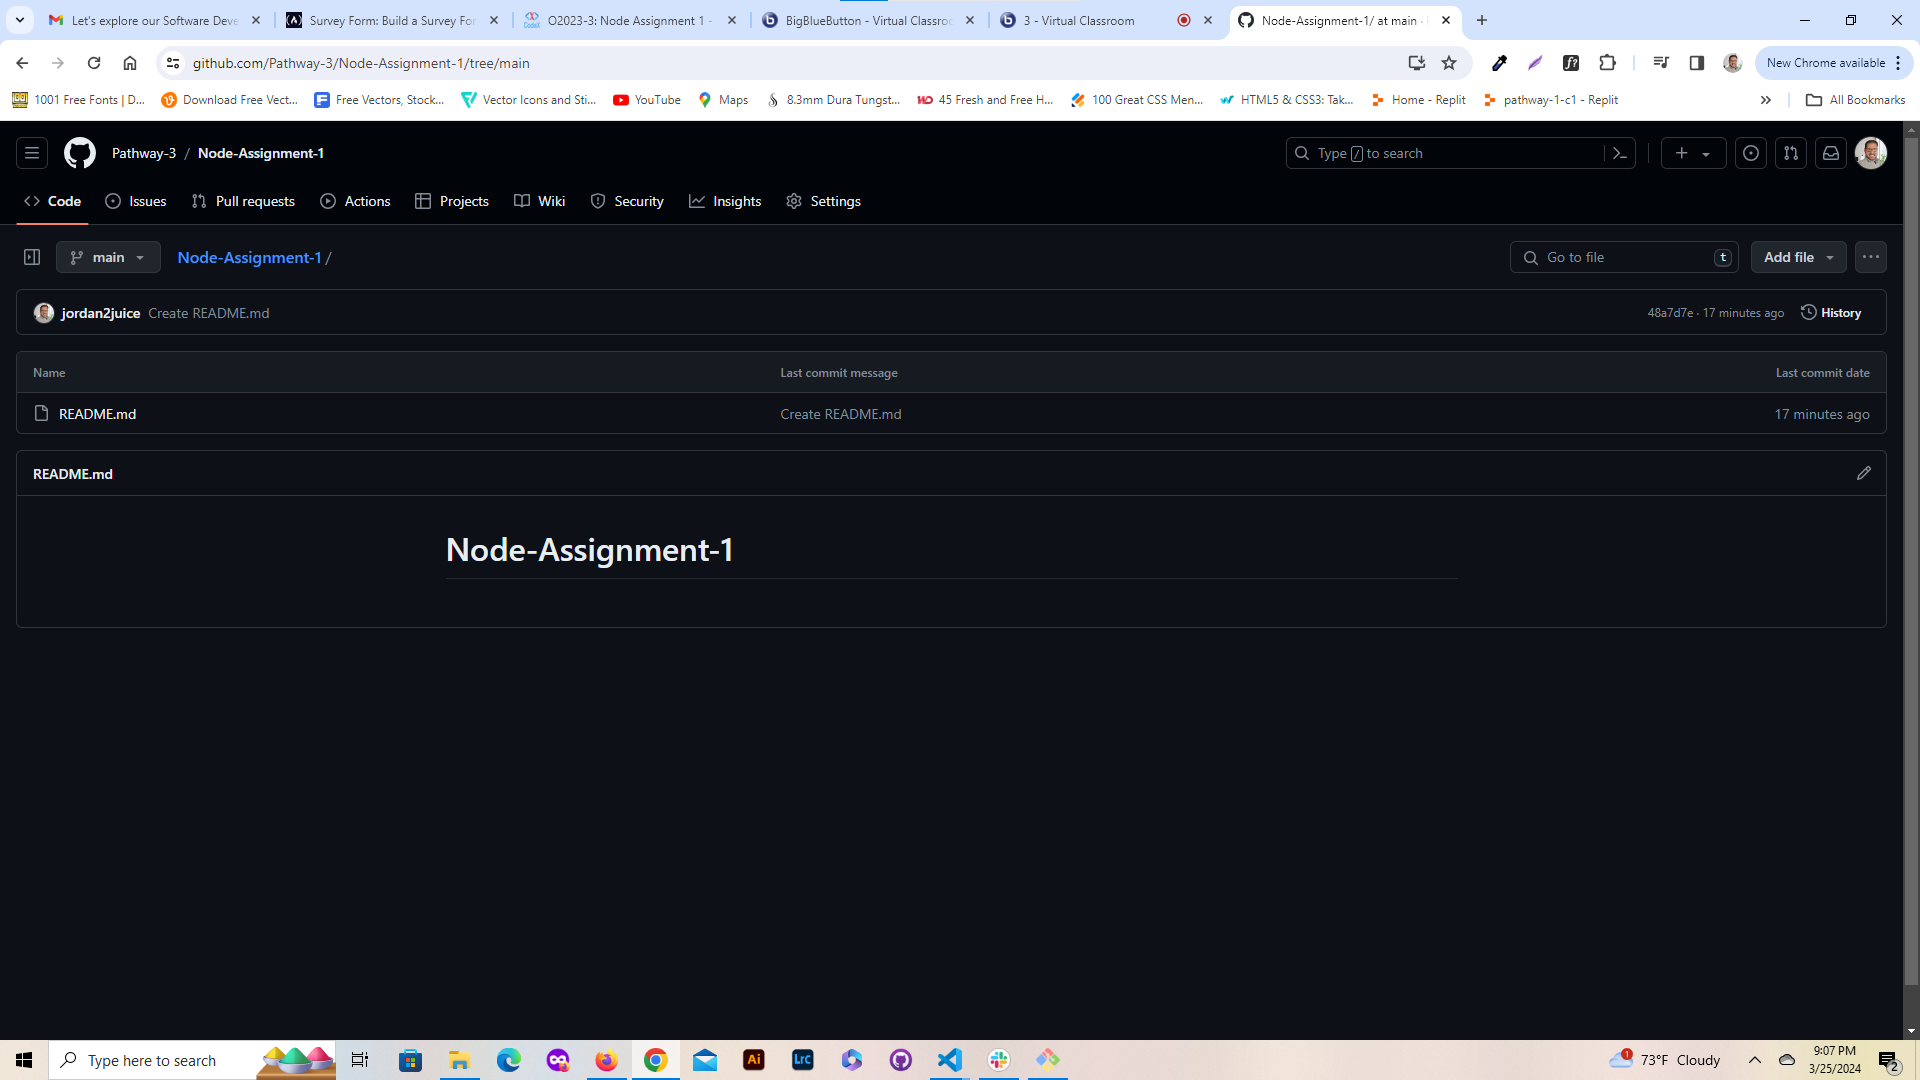 Let's explore our Software Deve
Survey Form: Build a Survey For
O2023-3: Node Assignment 1 -
BigBlueButton - Virtual Classroo
3 - Virtual Classroom
Node-Assignment-1/ at main ·
github.com/Pathway-3/Node-Assignment-1/tree/main
New Chrome available
1001 Free Fonts | D...
Download Free Vect...
Free Vectors, Stock...
Vector Icons and Sti...
YouTube
Maps
8.3mm Dura Tungst...
45 Fresh and Free H...
100 Great CSS Men...
HTML5 & CSS3: Tak...
Home - Replit
pathway-1-c1 - Replit
All Bookmarks
Pathway-3 / Node-Assignment-1
Type / to search
Code
Issues
Pull requests
Actions
Projects
Wiki
Security
Insights
Settings
main
Node-Assignment-1 /
Go to file
t
Add file
jordan2juice Create README.md
48a7d7e · 17 minutes ago
History
Name
Last commit message
Last commit date
README.md
Create README.md
17 minutes ago
README.md
Node-Assignment-1
Type here to search
Ai
Lrc
1
73°F Cloudy
9:07 PM
3/25/2024
2